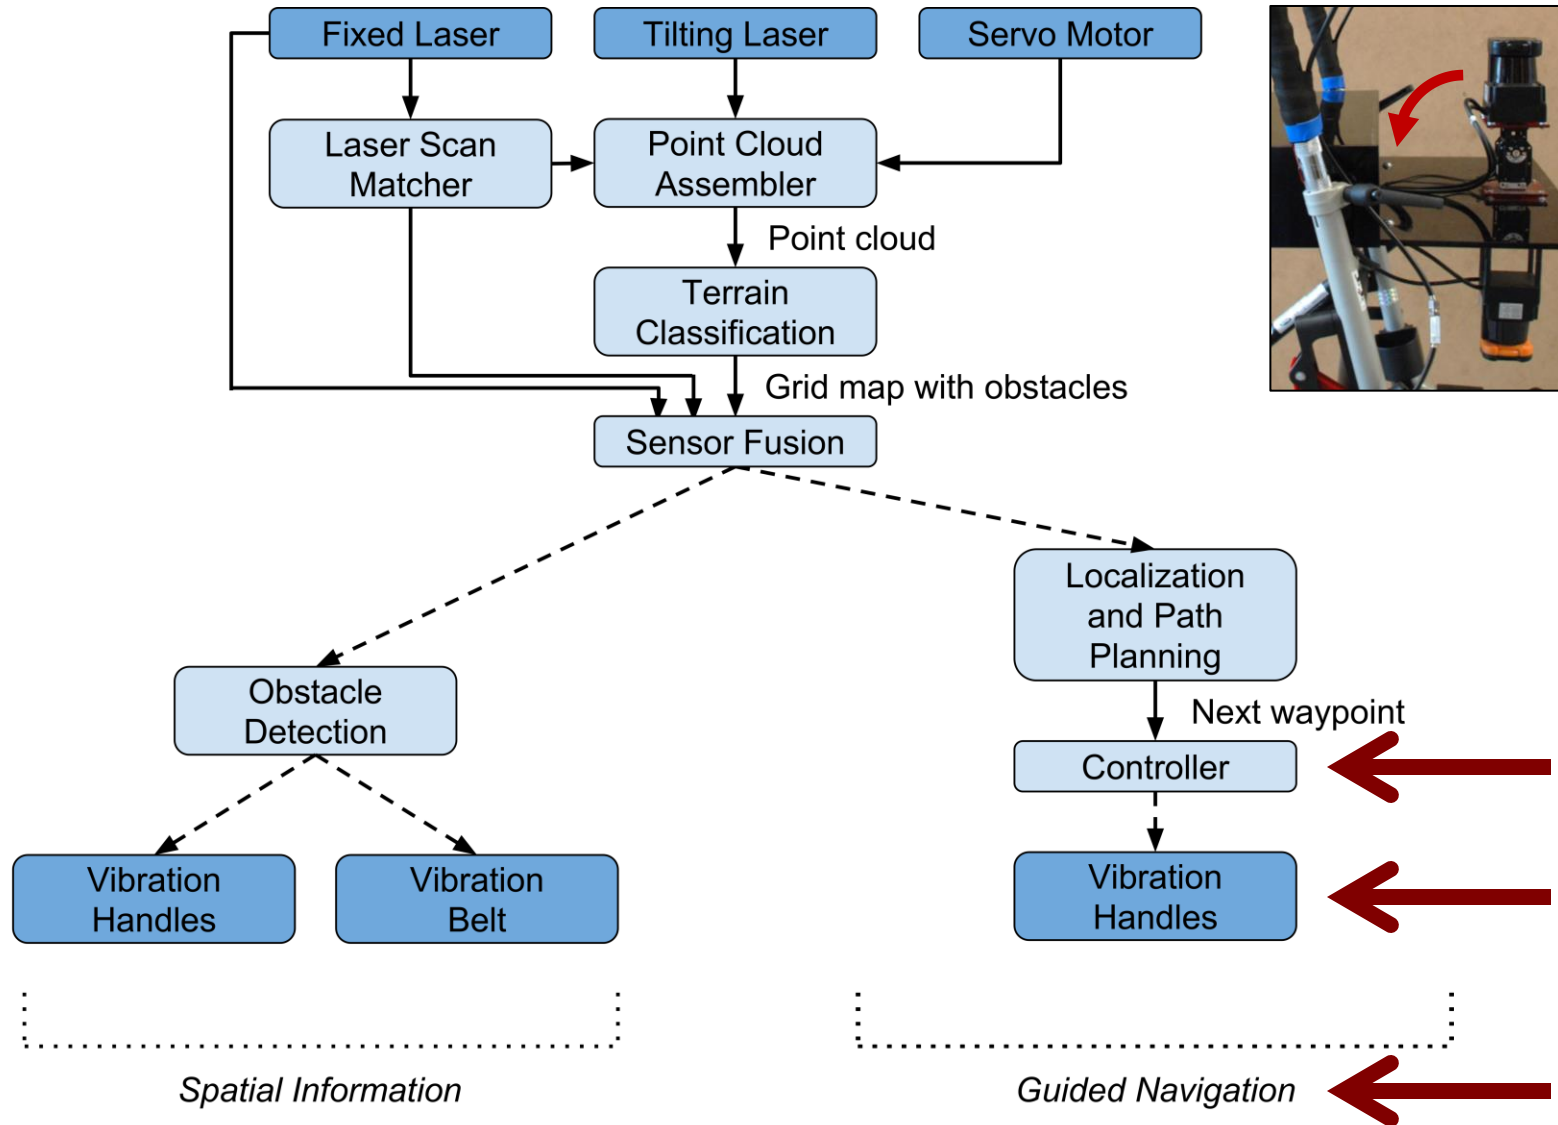 Fixed Laser
Tilting Laser
Servo Motor
Laser Scan
Matcher
Point Cloud
Assembler
Point cloud
Terrain
Classification
Grid map with obstacles
Sensor Fusion
Localization
and Path
Planning
Obstacle
Detection
Next waypoint
Controller
Vibration
Handles
Vibration
Belt
Vibration
Handles
Spatial Information
Guided Navigation